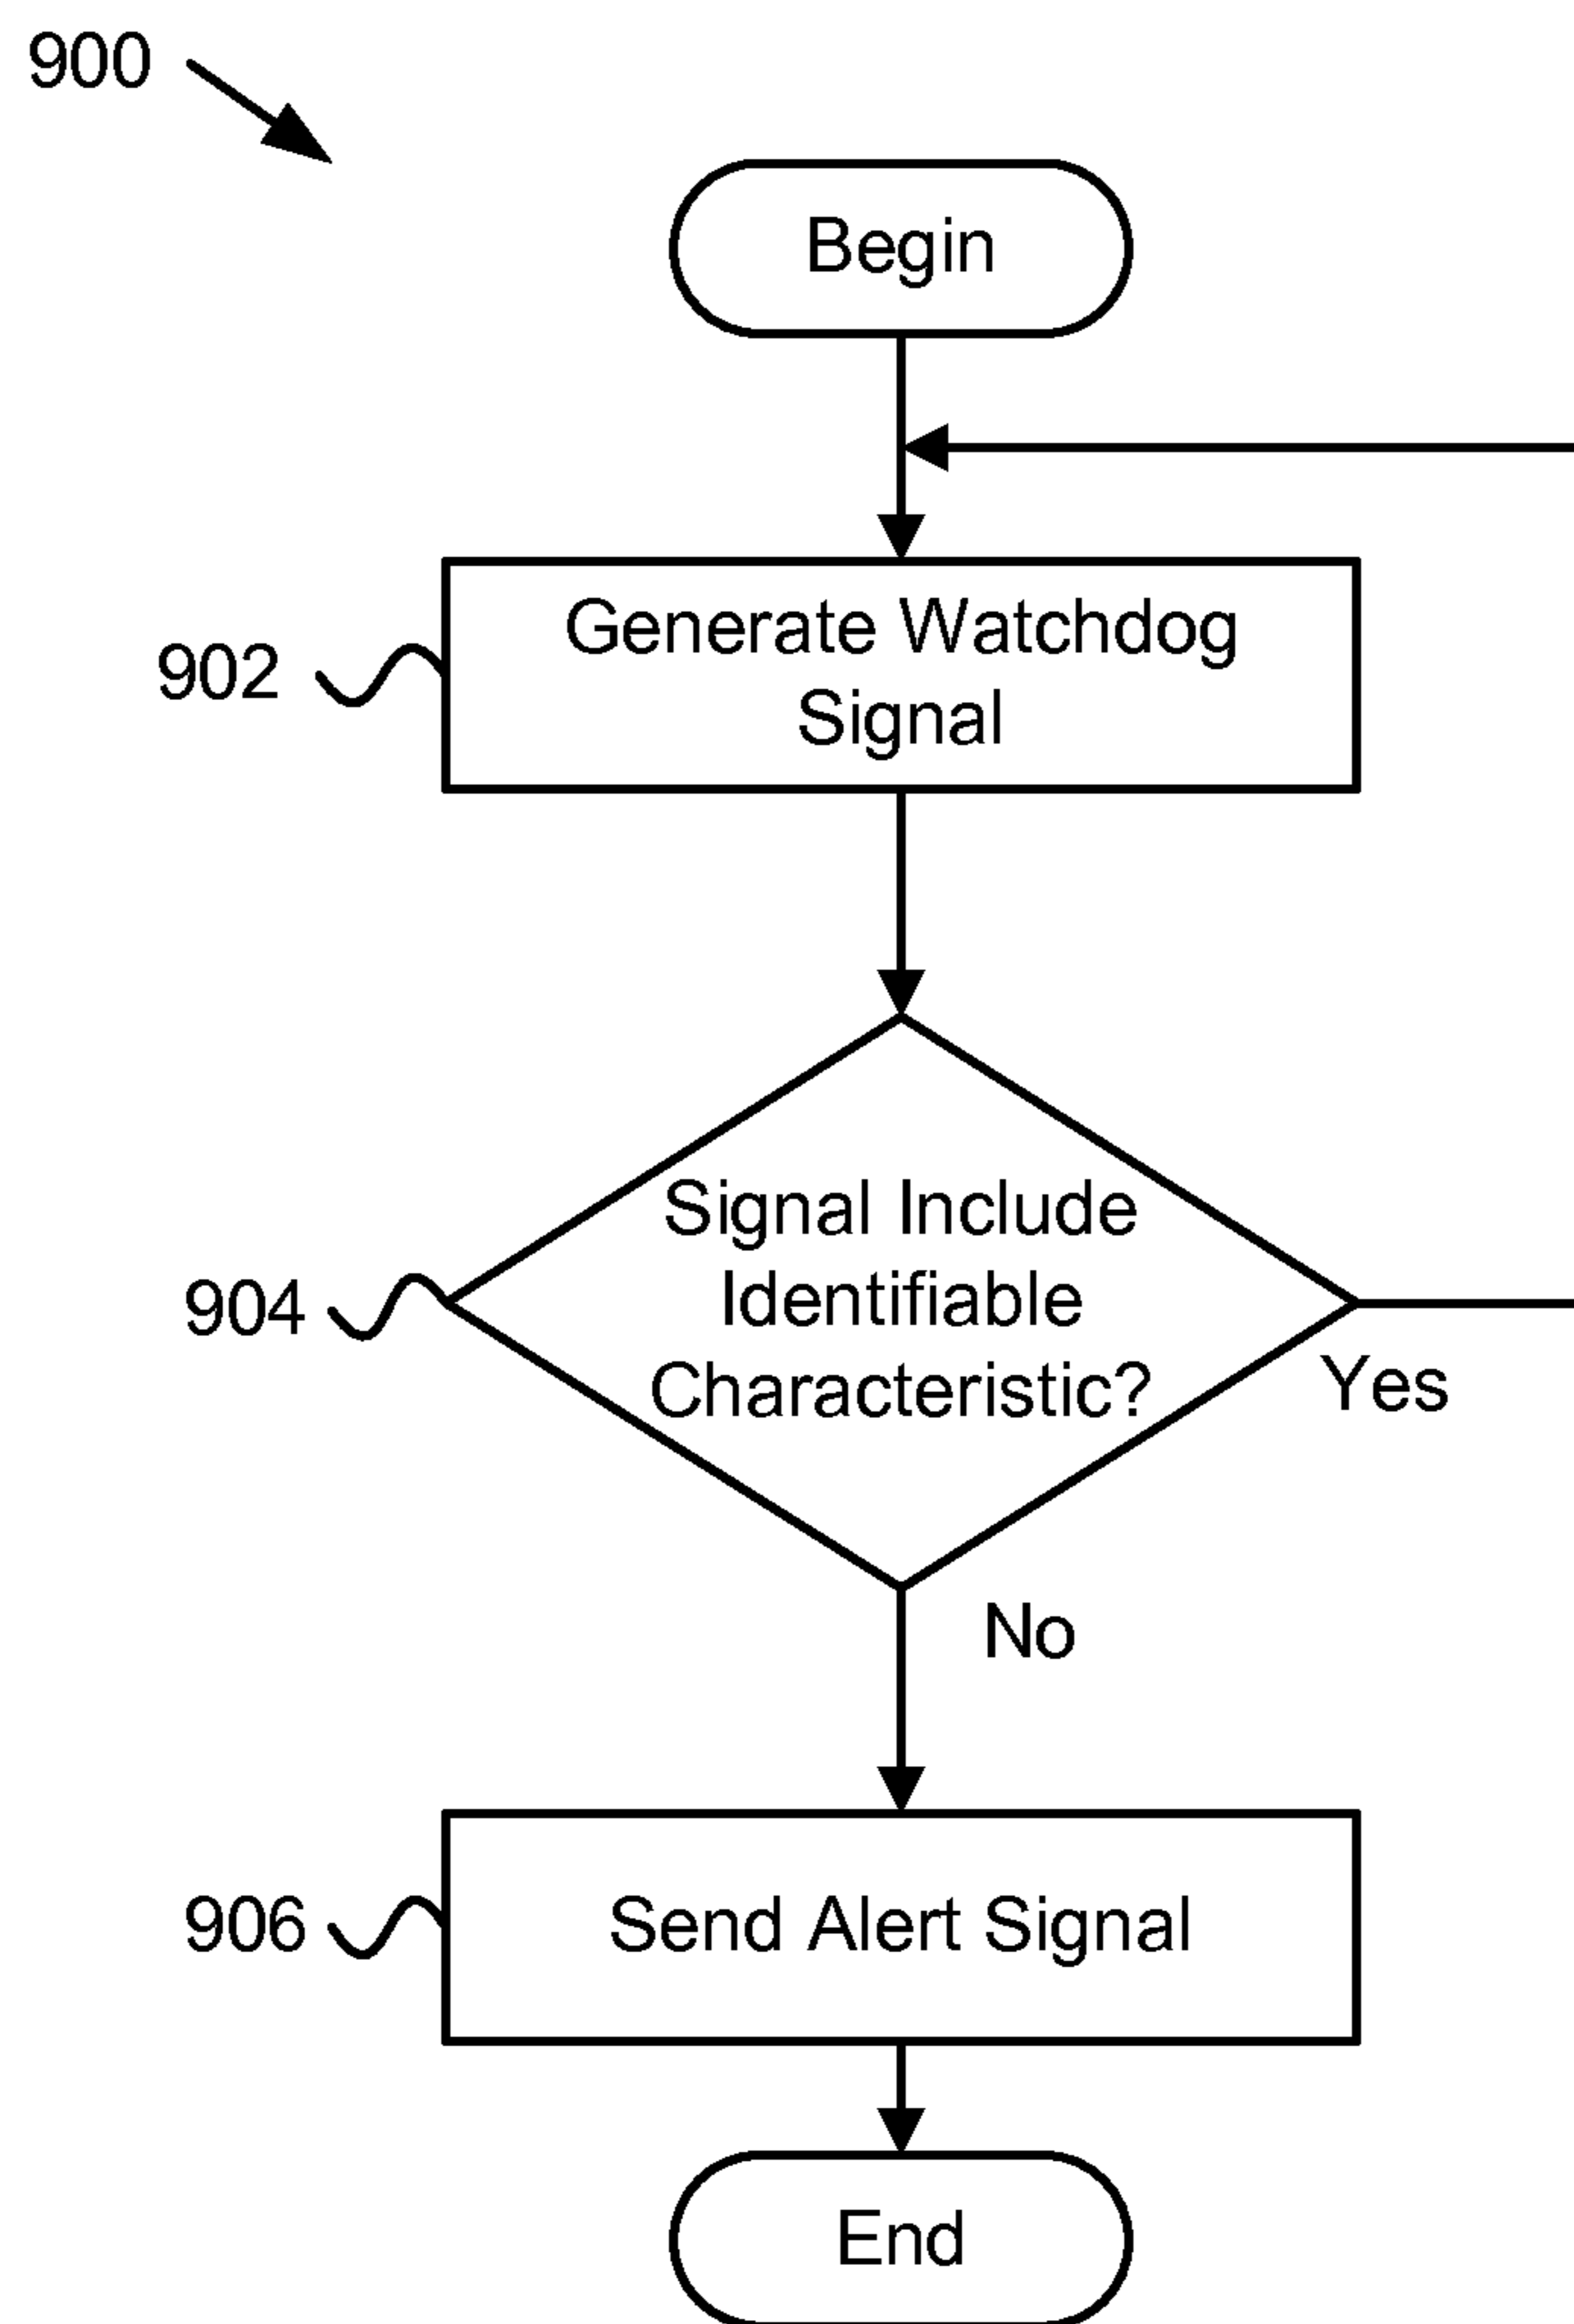 900
Begin
902
Generate Watchdog
Signal
904
Signal Include
Identifiable
Characteristic?
Yes
No
906
Send Alert Signal
End